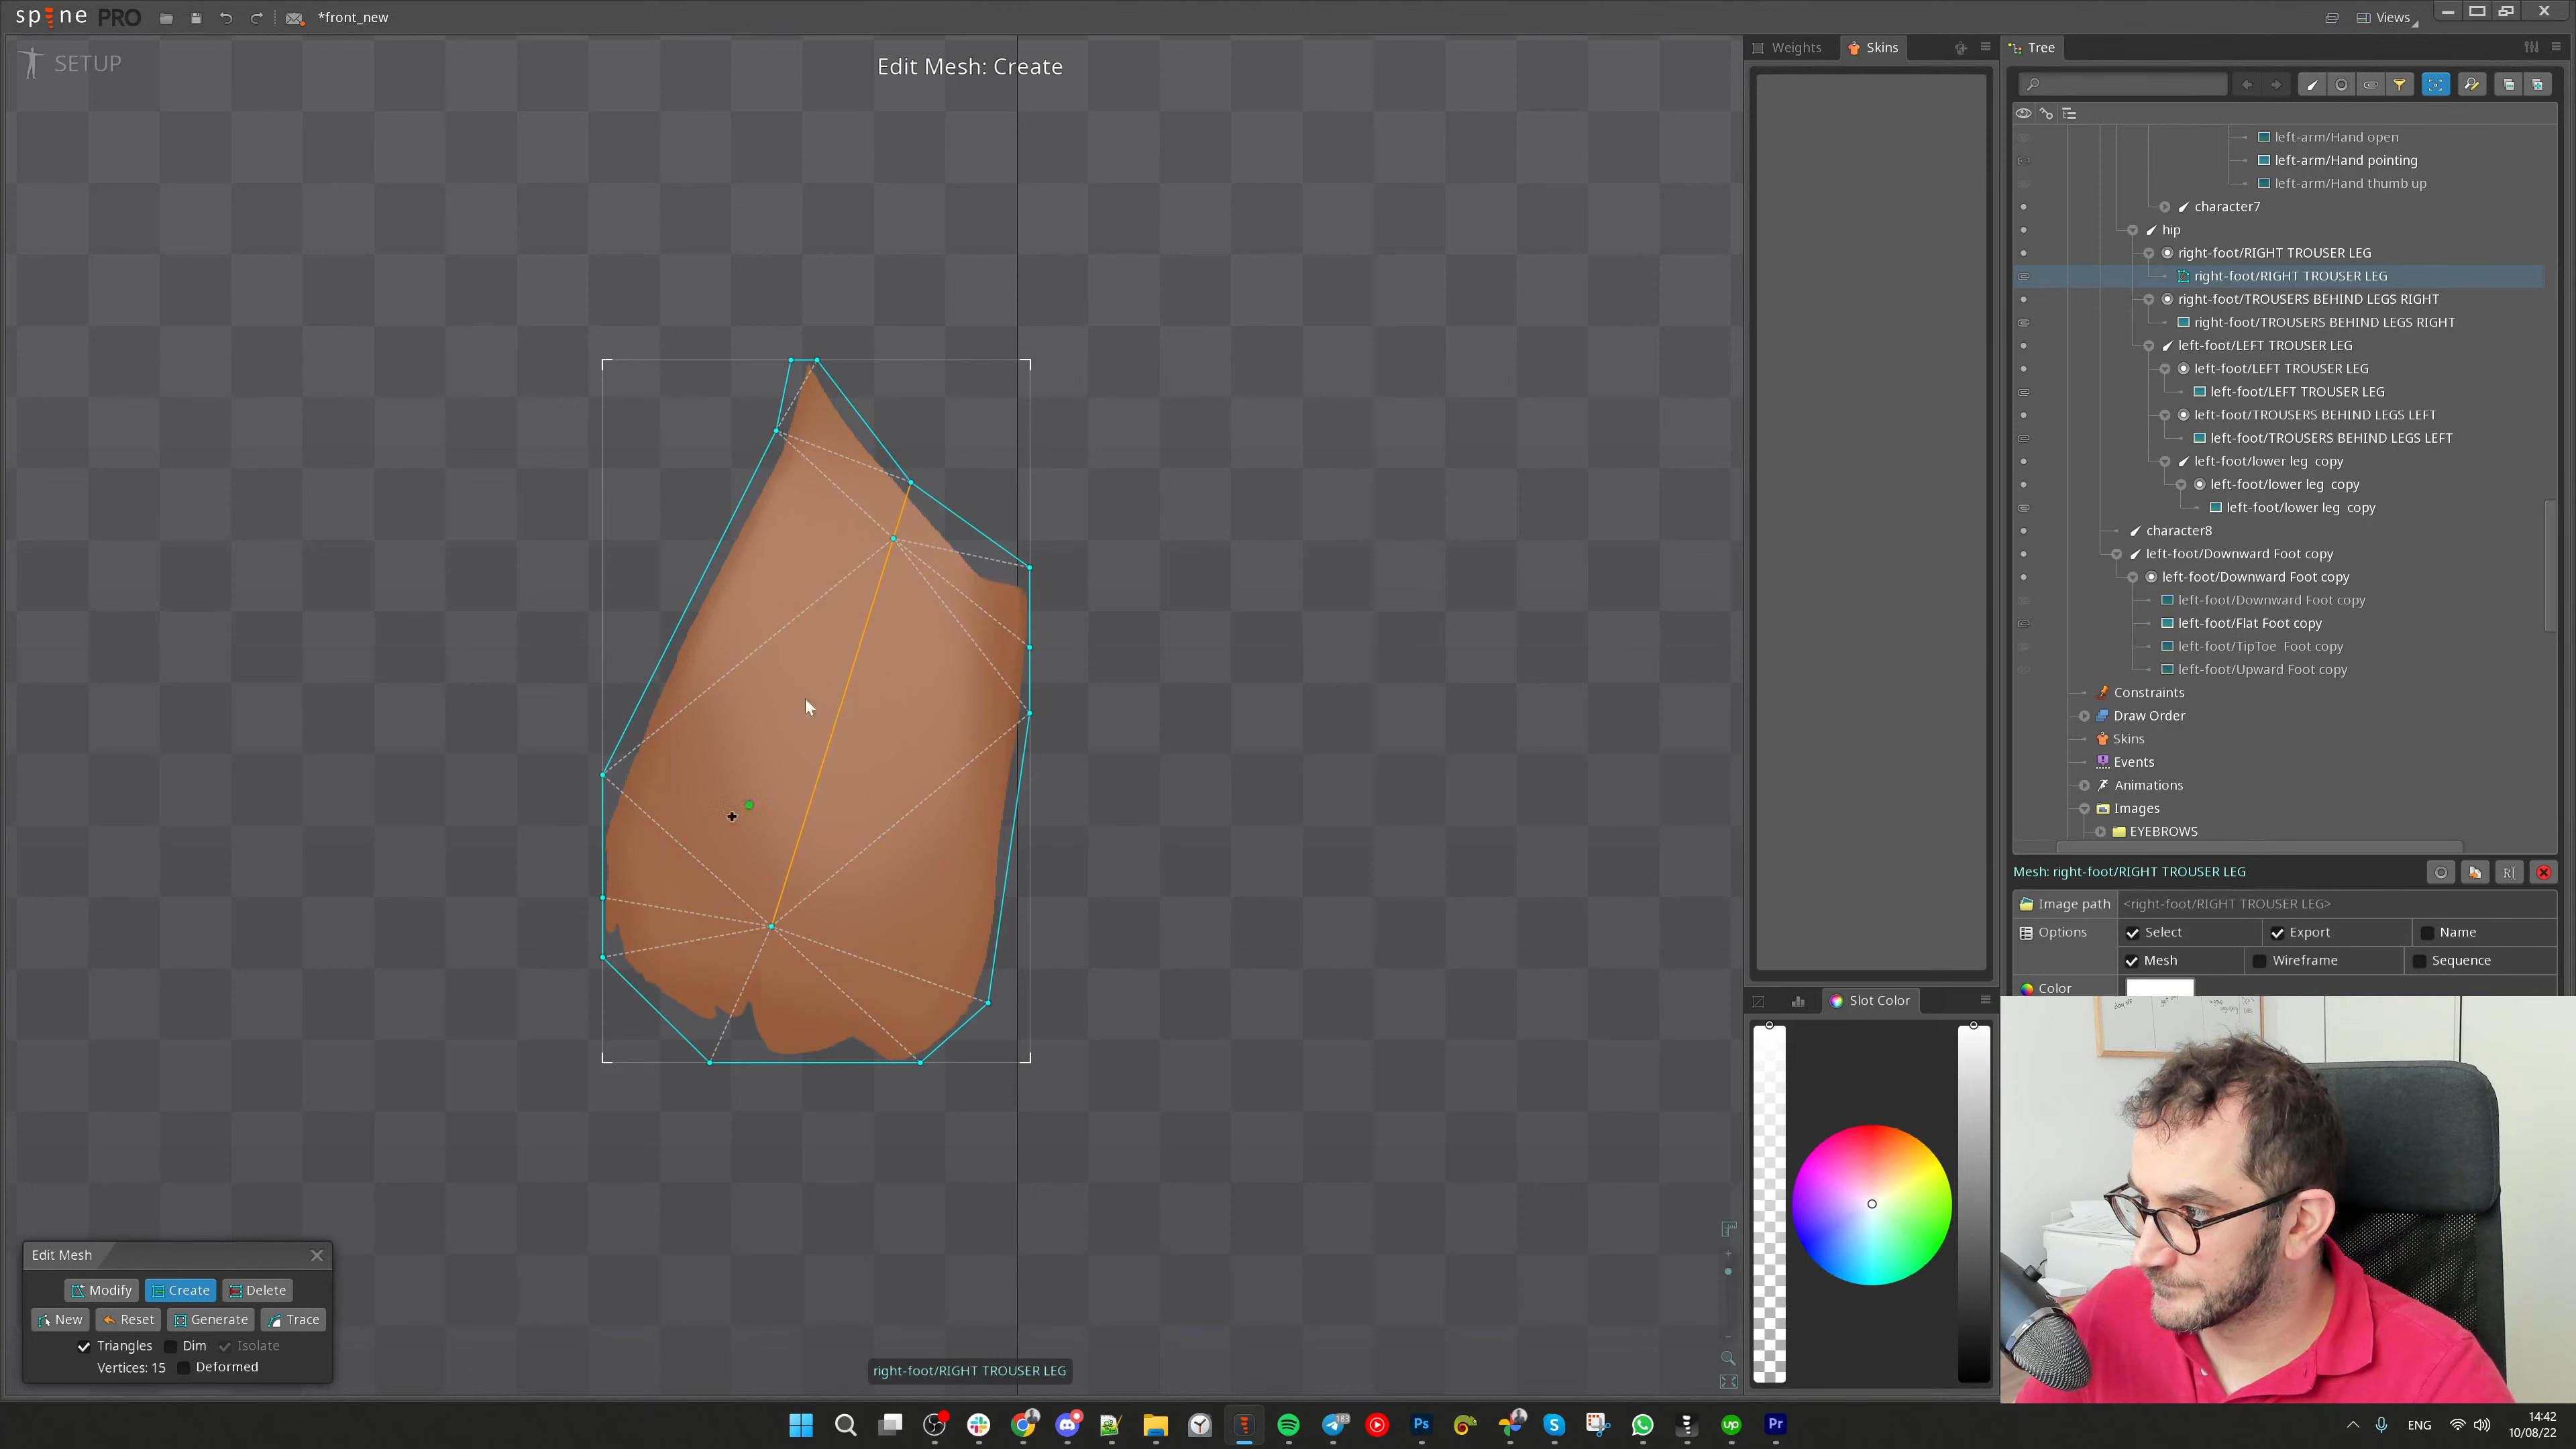 spine PRO
*front_new
Views
SETUP
Edit Mesh: Create
Weights
Skins
Tree
left-arm/Hand open
left-arm/Hand pointing
left-arm/Hand thumb up
character7
hip
right-foot/RIGHT TROUSER LEG
right-foot/RIGHT TROUSER LEG
right-foot/TROUSERS BEHIND LEGS RIGHT
right-foot/TROUSERS BEHIND LEGS RIGHT
left-foot/LEFT TROUSER LEG
left-foot/LEFT TROUSER LEG
left-foot/LEFT TROUSER LEG
left-foot/TROUSERS BEHIND LEGS LEFT
left-foot/TROUSERS BEHIND LEGS LEFT
left-foot/lower leg copy
left-foot/lower leg copy
left-foot/lower leg copy
character8
left-foot/Downward Foot copy
left-foot/Downward Foot copy
left-foot/Downward Foot copy
left-foot/Flat Foot copy
left-foot/TipToe Foot copy
left-foot/Upward Foot copy
Constraints
Draw Order
Skins
Events
Animations
Images
EYEBROWS
Mesh: right-foot/RIGHT TROUSER LEG
Image path <right-foot/RIGHT TROUSER LEG>
Options Select Export Name
Mesh Wireframe Sequence
Color
Slot Color
Edit Mesh
Modify Create Delete
New Reset Generate Trace
Triangles Dim Isolate
Vertices: 15 Deformed
right-foot/RIGHT TROUSER LEG
183
Ps
S
up
Pr
ENG
14:42
10/08/22